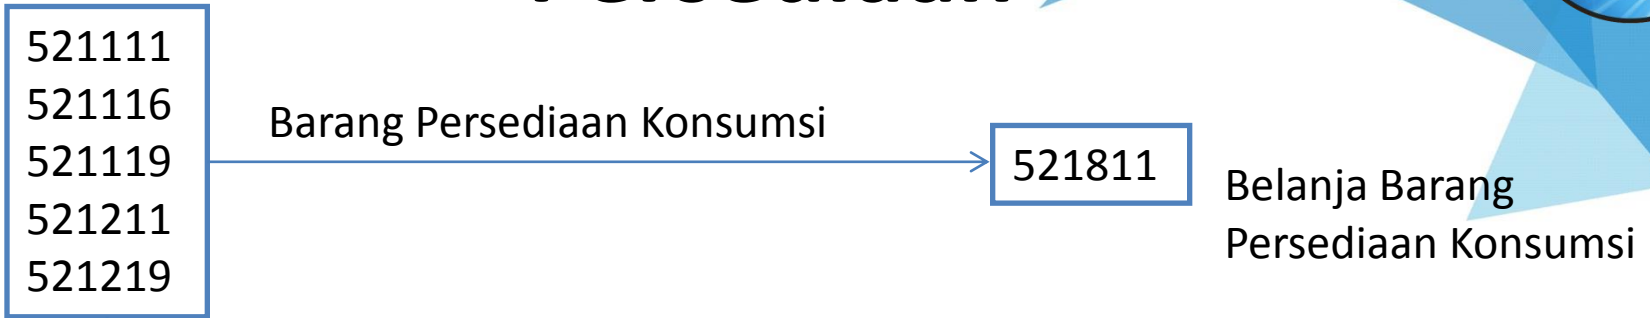 521111
521116
521119
521211
521219
Barang Persediaan Konsumsi
521811
Belanja Barang
Persediaan Konsumsi